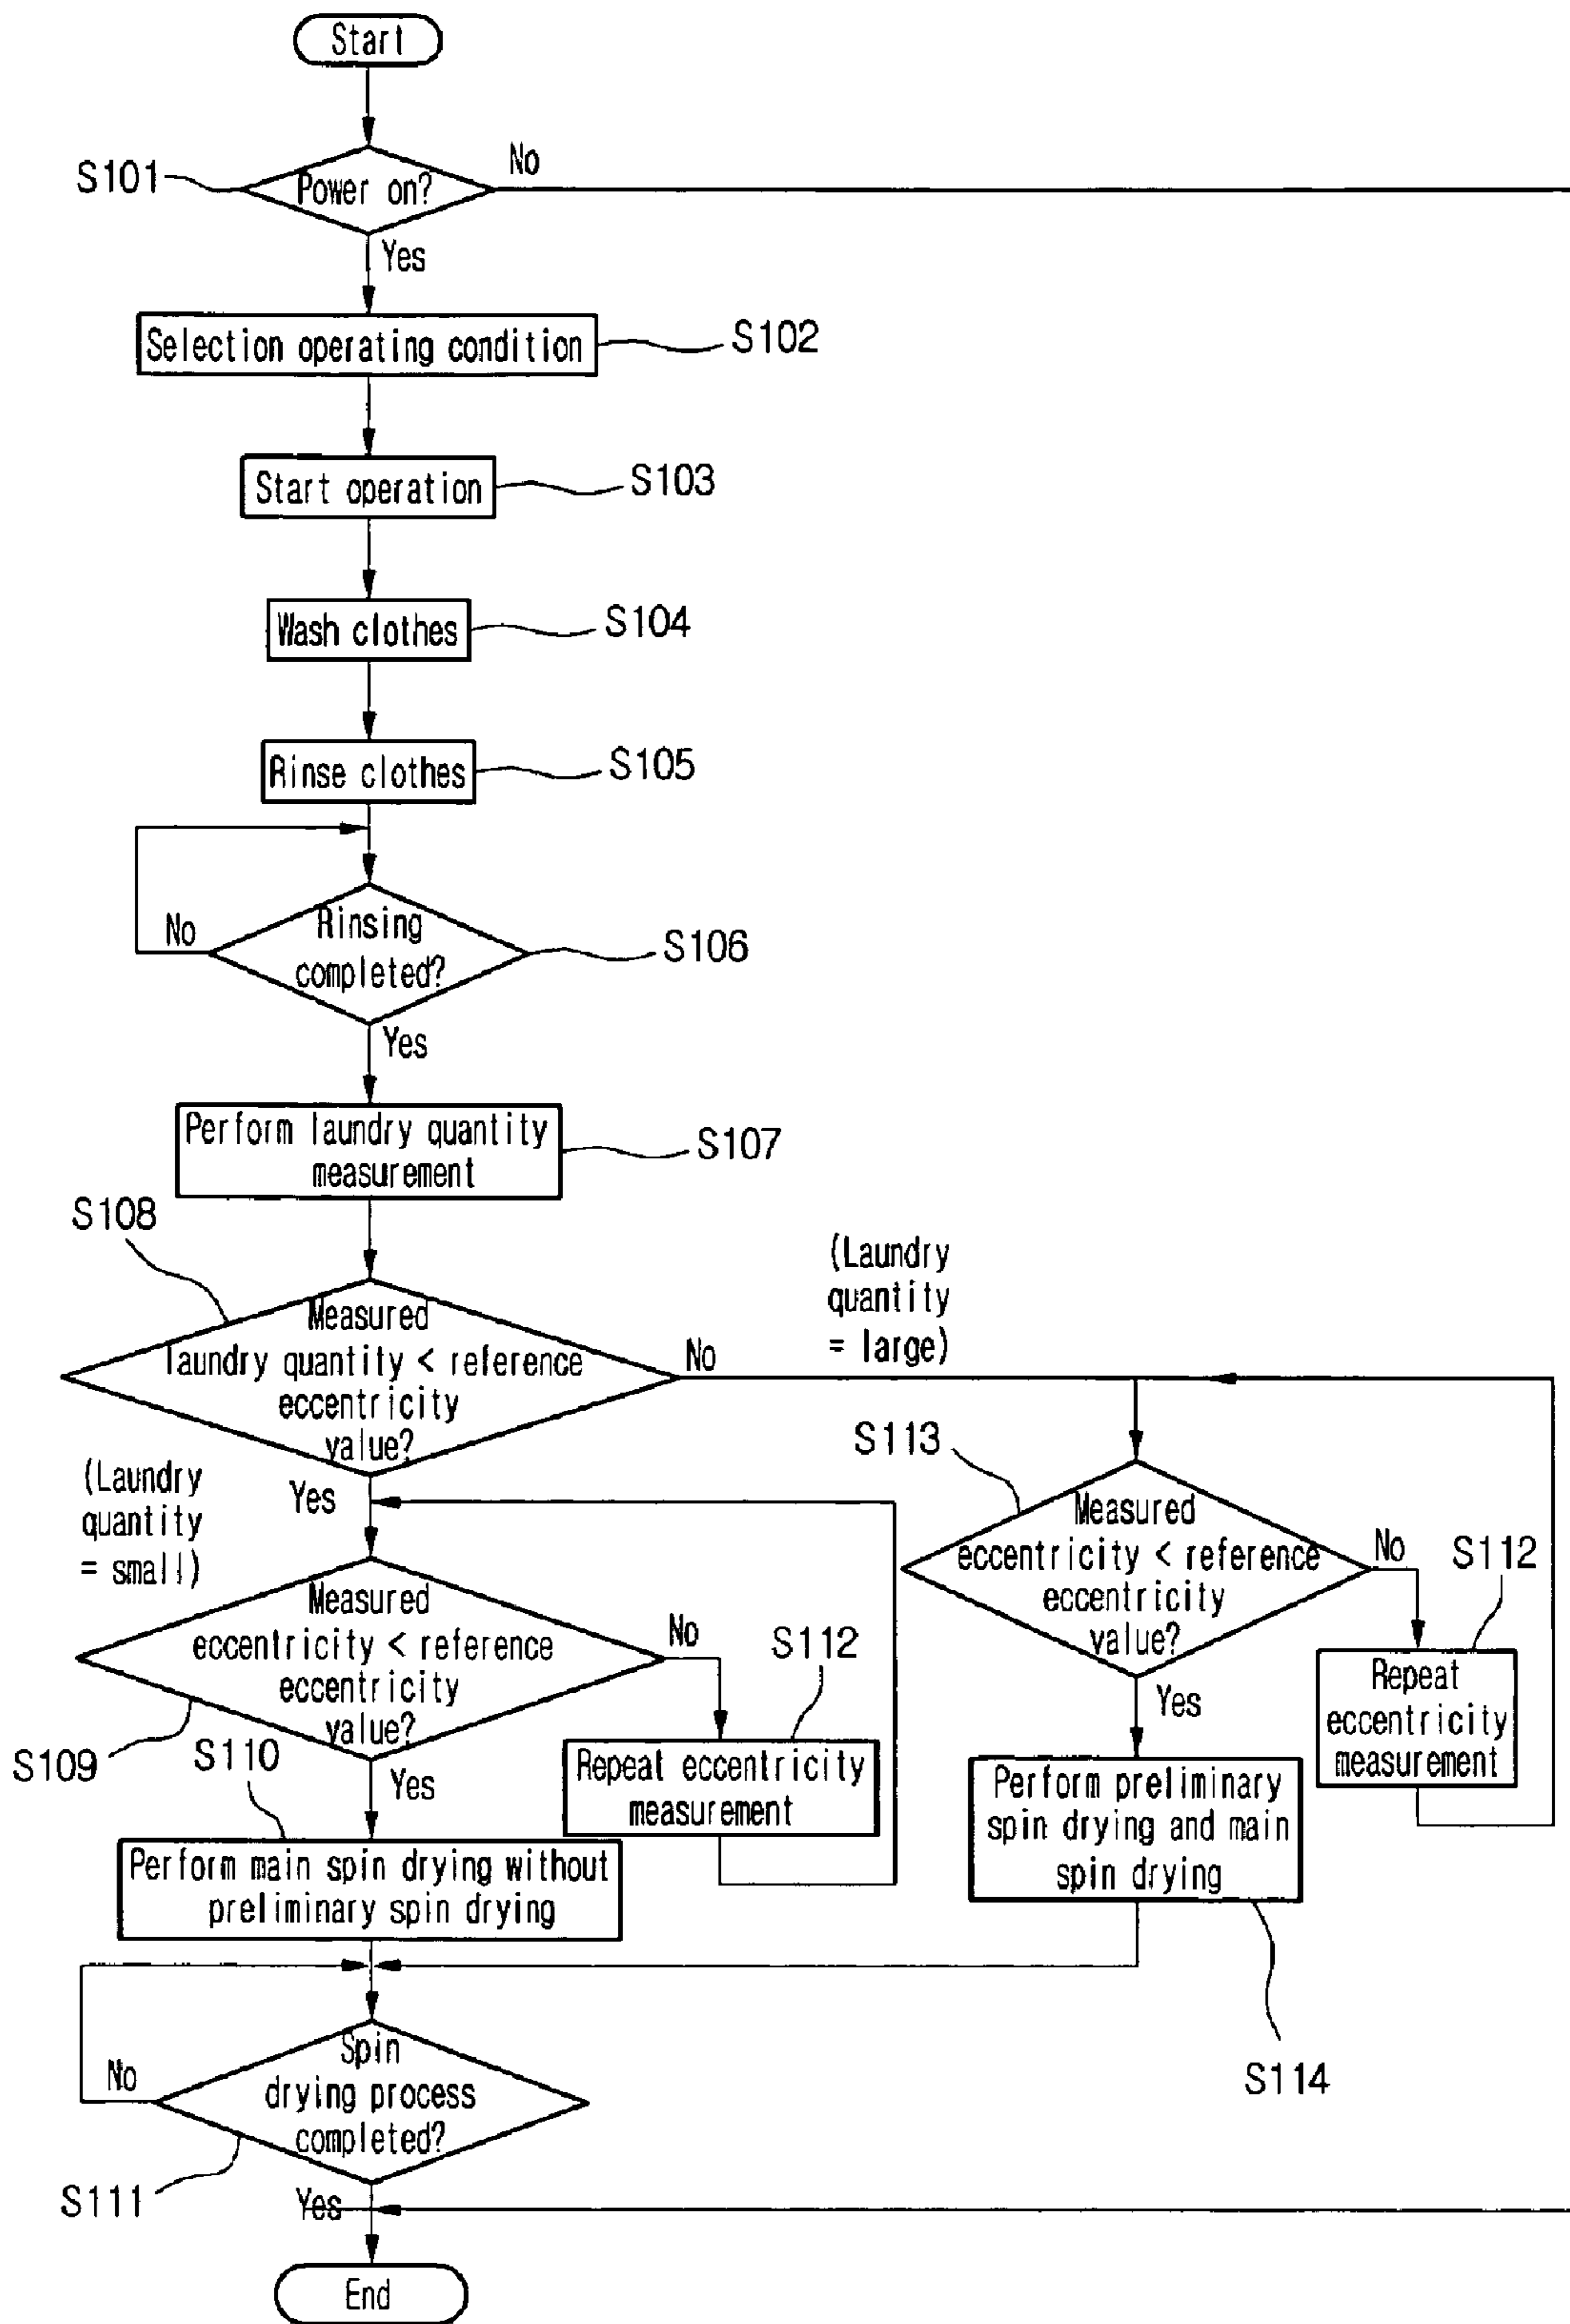 Start
S101
Power on?
No
Yes
Selection operating condition
S102
Start operation
S103
Wash clothes
S104
Rinse clothes
S105
No
Rinsing
completed?
S106
Yes
Perform laundry quantity
measurement
S107
S108
Measured
laundry quantity < reference
eccentricity
value?
No
(Laundry
quantity
= large)
(Laundry
quantity
= small)
Yes
Measured
eccentricity < reference
eccentricity
value?
No
S112
S109
Repeat eccentricity
measurement
S110
Yes
Perform main spin drying without
preliminary spin drying
S113
Measured
eccentricity < reference
eccentricity
value?
No
S112
Repeat
eccentricity
measurement
Yes
Perform preliminary
spin drying and main
spin drying
S114
No
Spin
drying process
completed?
S111
Yes
End